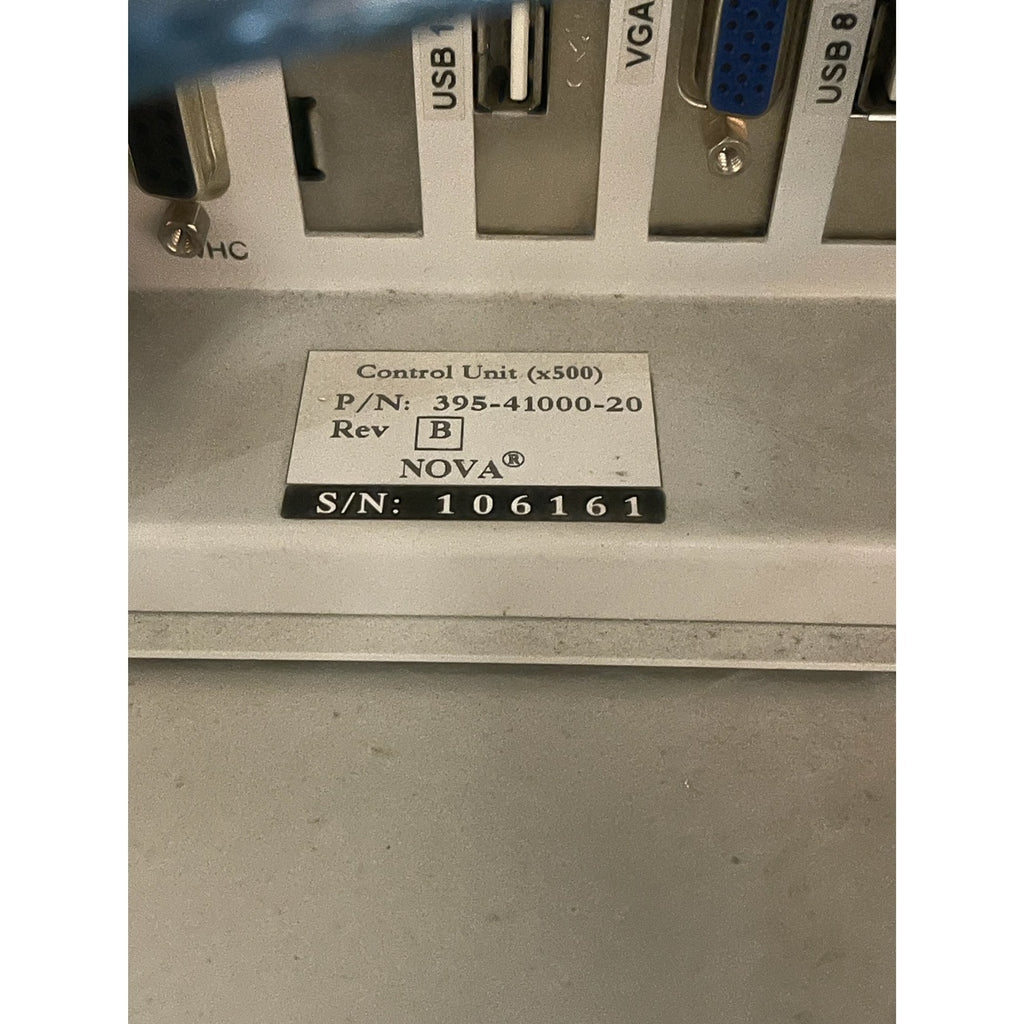 USB 1
VGA
USB 8
HC
Control Unit (x500)
P/N: 395-41000-20
Rev B
NOVA®
S/N: 106161